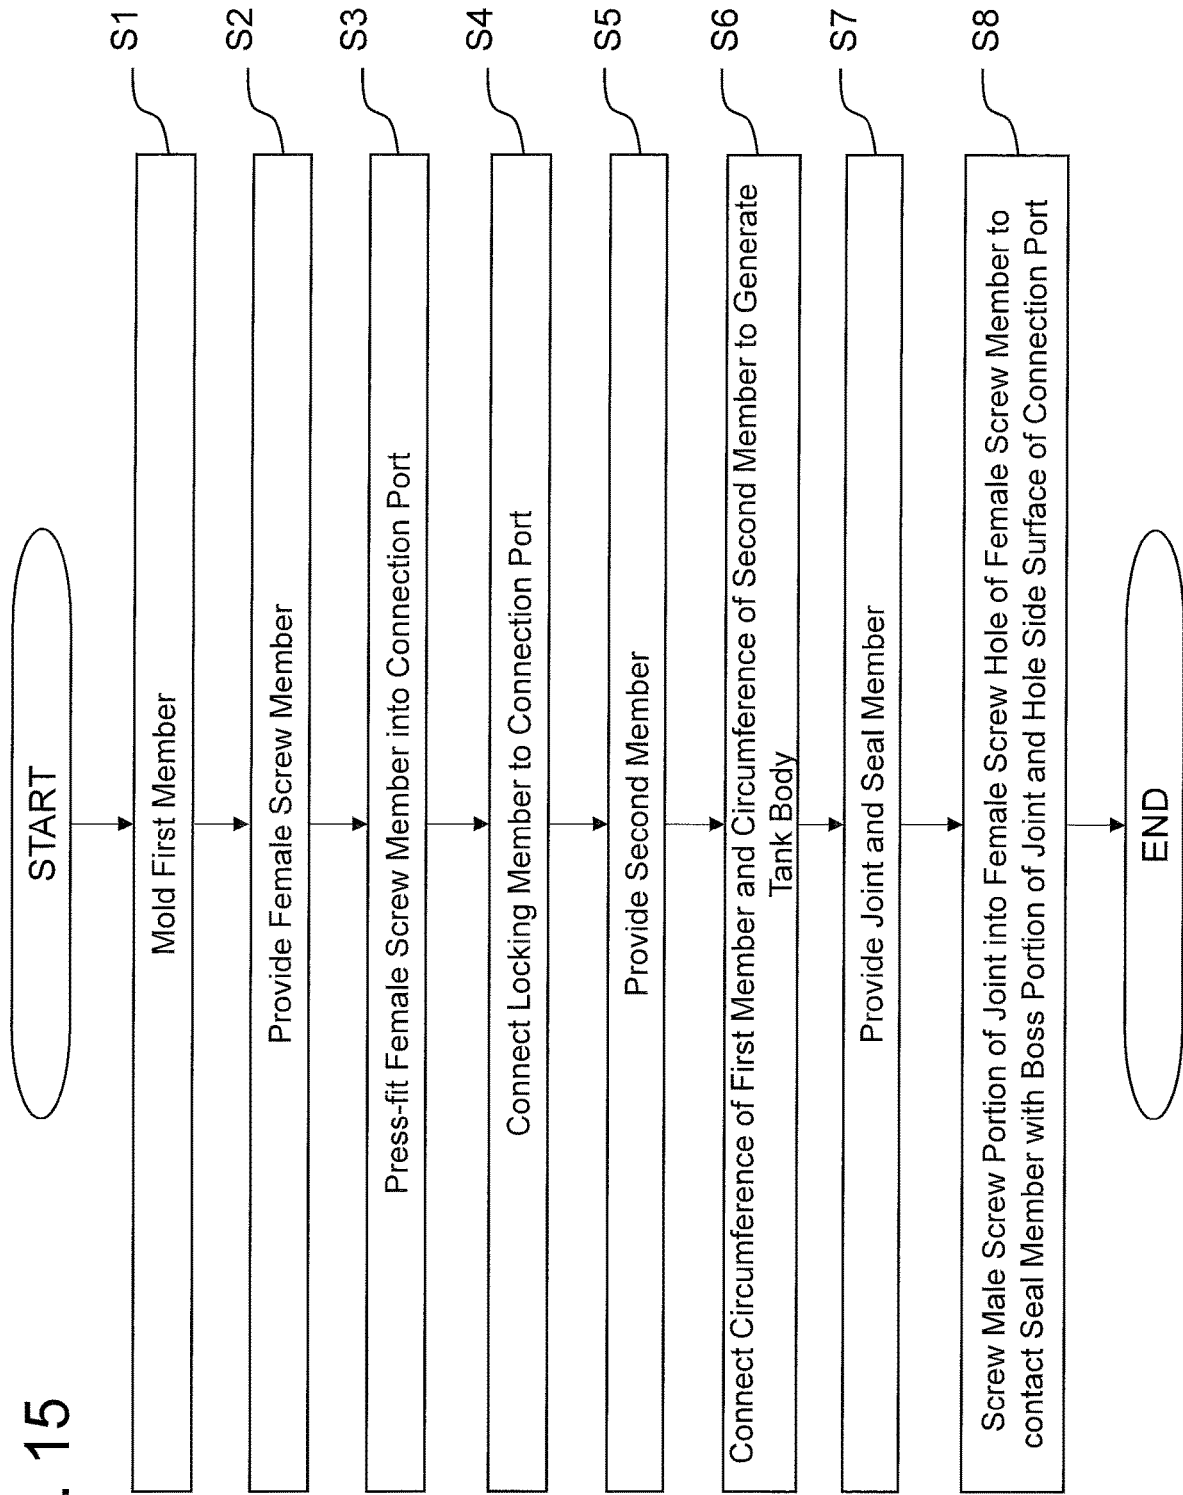 . 15
START
Mold First Member
S1
Provide Female Screw Member
S2
Press-fit Female Screw Member into Connection Port
S3
Connect Locking Member to Connection Port
S4
Provide Second Member
S5
Connect Circumference of First Member and Circumference of Second Member to Generate
Tank Body
S6
Provide Joint and Seal Member
S7
Screw Male Screw Portion of Joint into Female Screw Hole of Female Screw Member to
contact Seal Member with Boss Portion of Joint and Hole Side Surface of Connection Port
S8
END